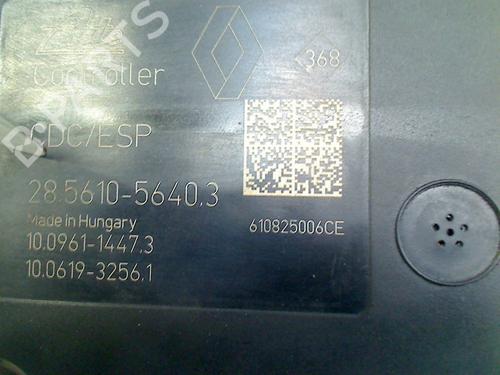 368
Controller
CDC/ESP
28.5610-5640.3
Made in Hungary
610825006CE
10.0961-1447.3
10.0619-3256.1